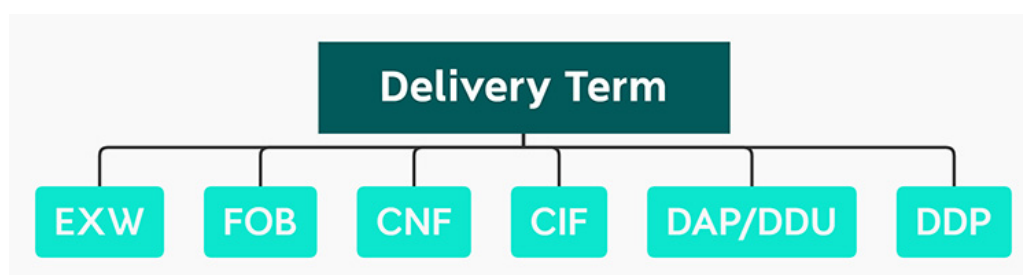 Delivery Term
EXW
FOB
CNF
CIF
DAP/DDU
DDP